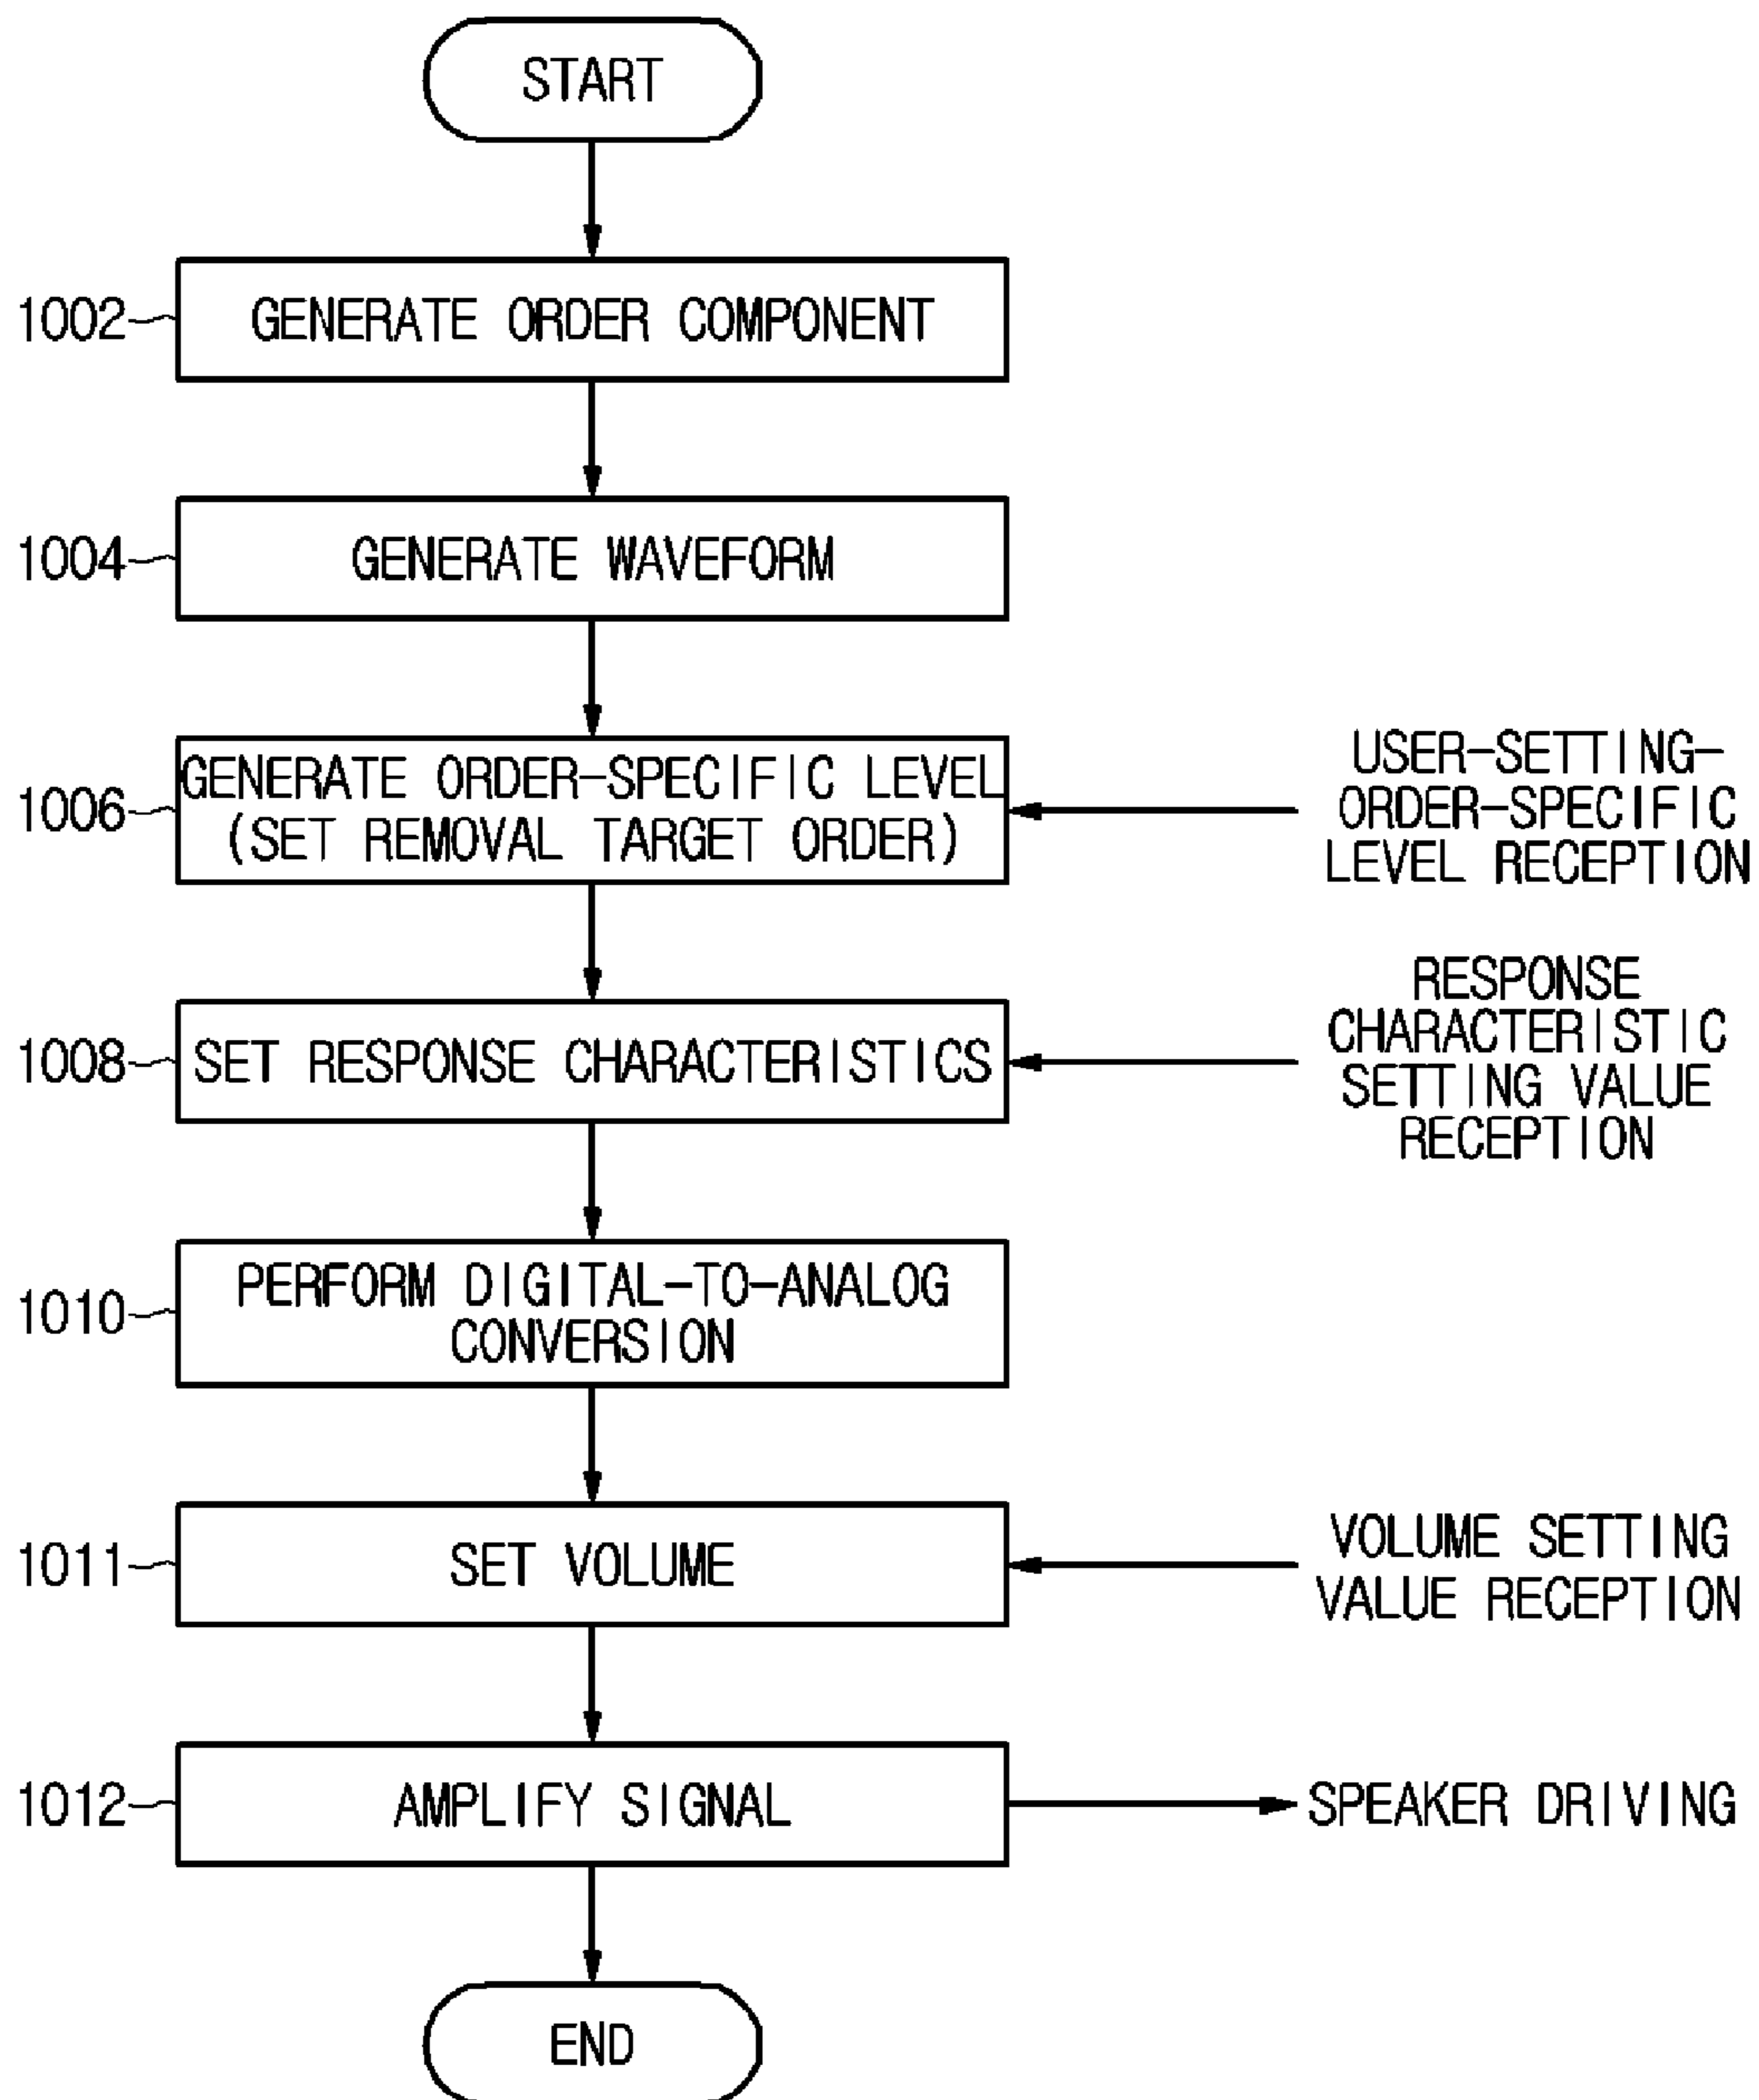 START
1002
GENERATE ORDER COMPONENT
1004
GENERATE WAVEFORM
1006
GENERATE ORDER-SPECIFIC LEVEL
(SET REMOVAL TARGET ORDER)
USER-SETTING-
ORDER-SPECIFIC
LEVEL RECEPTION
1008
SET RESPONSE CHARACTERISTICS
RESPONSE
CHARACTERISTIC
SETTING VALUE
RECEPTION
1010
PERFORM DIGITAL-TO-ANALOG
CONVERSION
1011
SET VOLUME
VOLUME SETTING
VALUE RECEPTION
1012
AMPLIFY SIGNAL
SPEAKER DRIVING
END